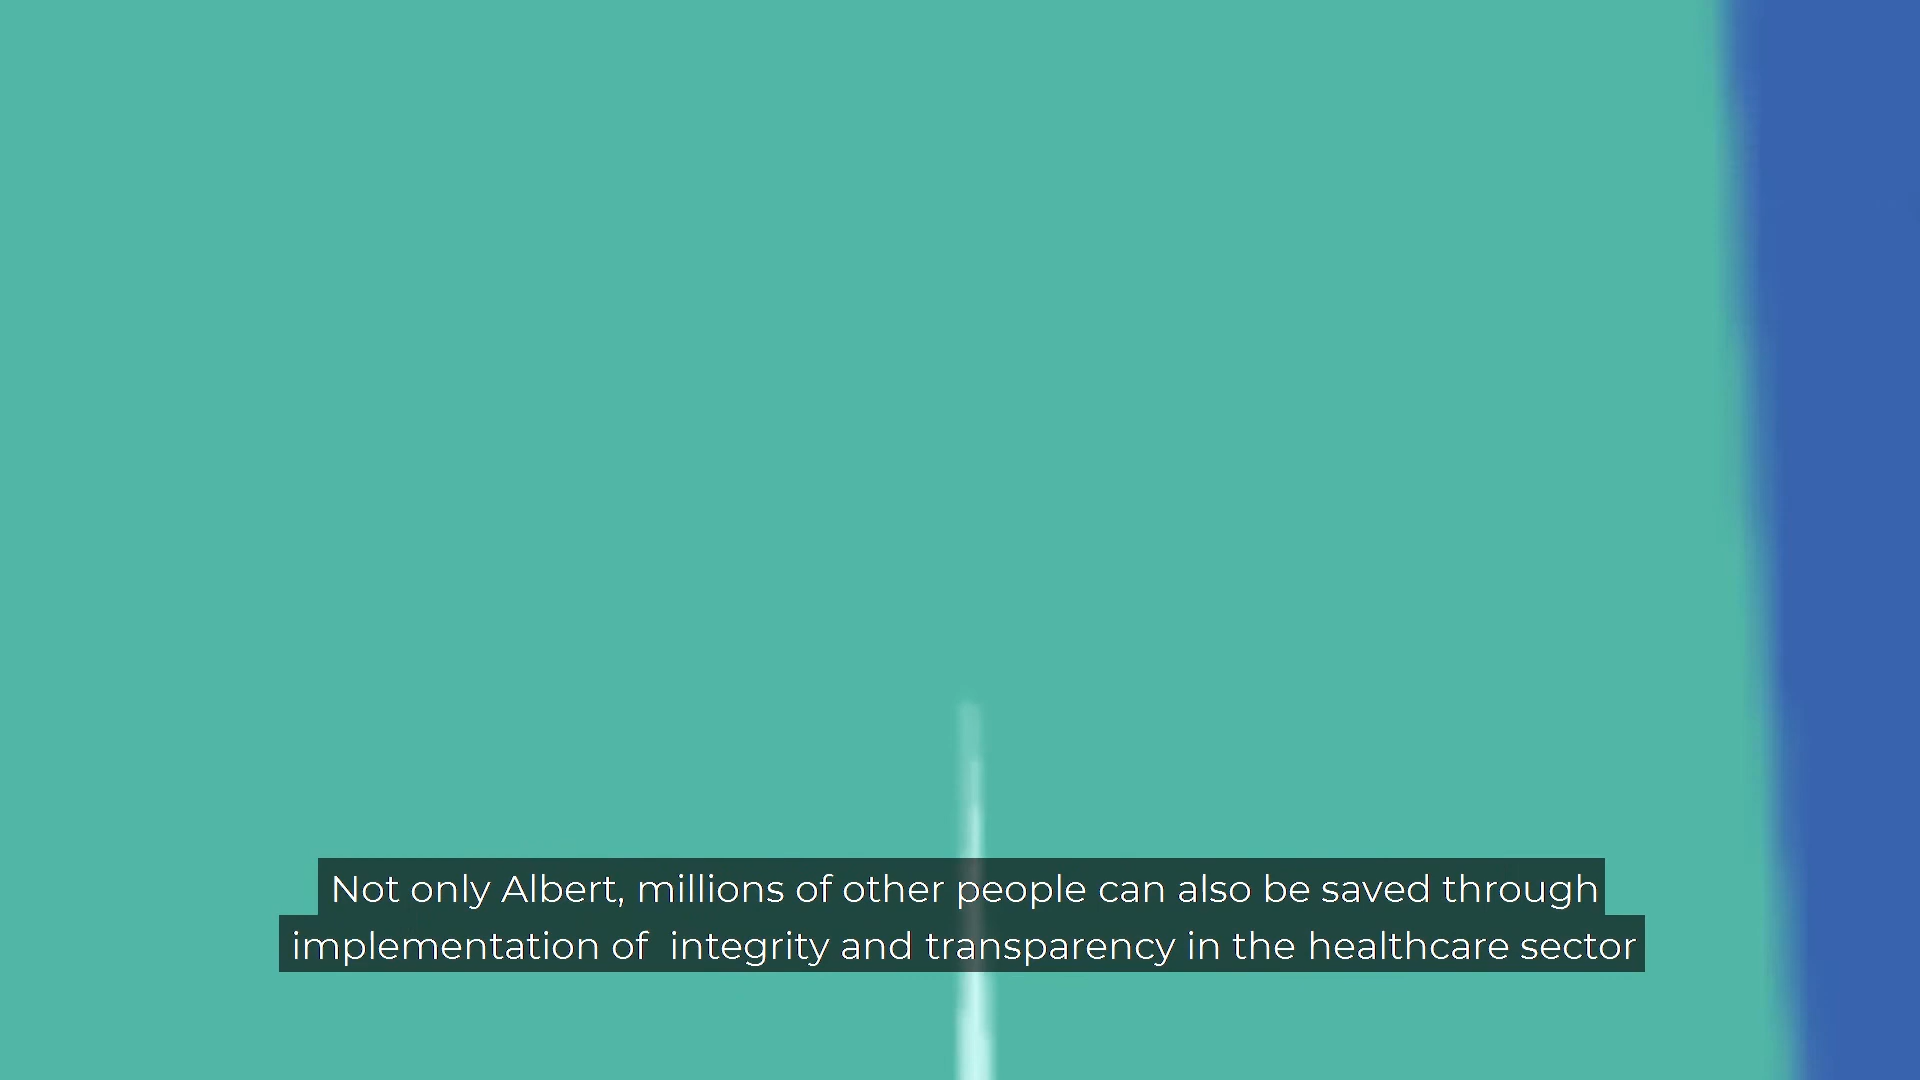 Not only Albert, millions of other people can also be saved through
implementation of  integrity and transparency in the healthcare sector